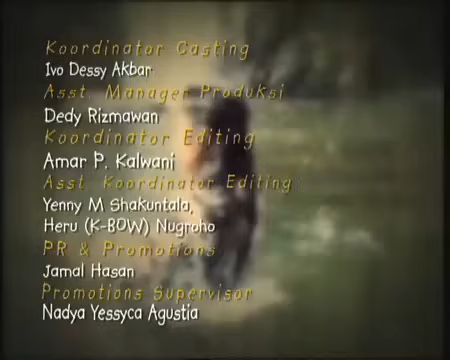 Koordinator Casting
Ivo Dessy Akbar
Asst. Manager Produksi
Dedy Rizmawan
Koordinator Editing
Amar P. Kalwani
Asst. Koordinator Editing
Yenny M Shakuntala,
Heru (K-BOW) Nugroho
PR & Promotions
Jamal Hasan
Promotions Supervisor
Nadya Yessyca Agustia